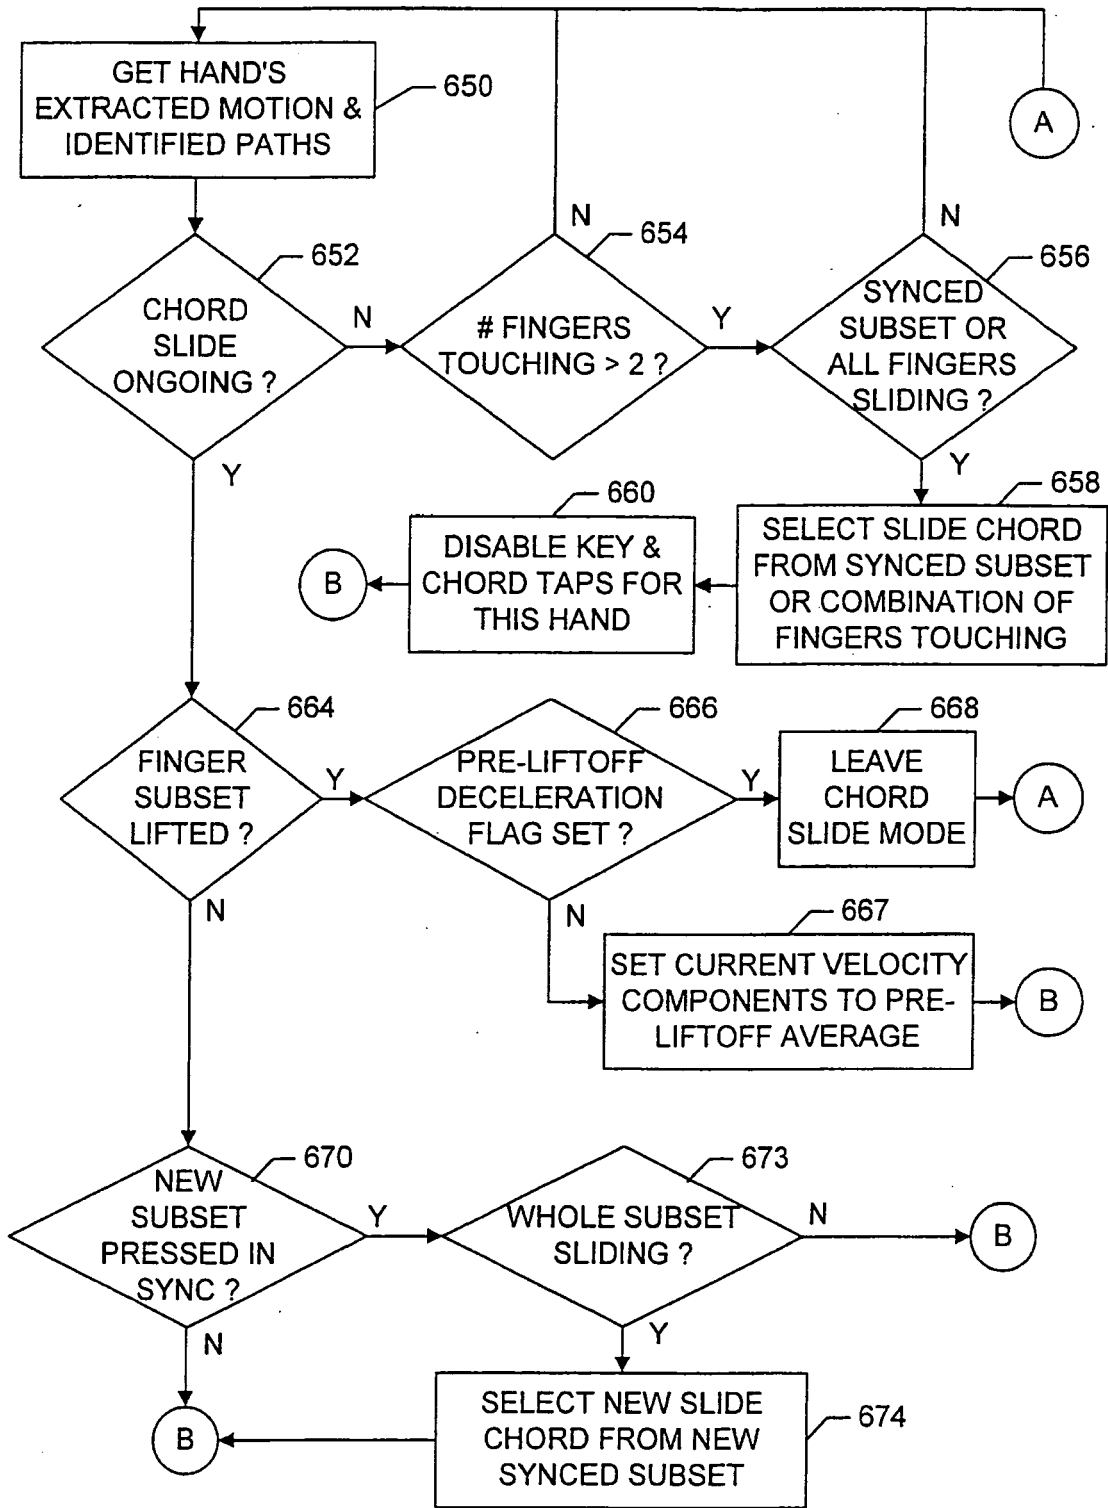 GET HAND'S
EXTRACTED MOTION &
IDENTIFIED PATHS
650
A
CHORD
SLIDE
ONGOING ?
652
N
Y
# FINGERS
TOUCHING > 2 ?
654
N
Y
SYNCED
SUBSET OR
ALL FINGERS
SLIDING ?
656
N
Y
SELECT SLIDE CHORD
FROM SYNCED SUBSET
OR COMBINATION OF
FINGERS TOUCHING
658
DISABLE KEY &
CHORD TAPS FOR
THIS HAND
660
B
FINGER
SUBSET
LIFTED ?
664
Y
N
PRE-LIFTOFF
DECELERATION
FLAG SET ?
666
Y
N
LEAVE
CHORD
SLIDE MODE
668
A
SET CURRENT VELOCITY
COMPONENTS TO PRE-
LIFTOFF AVERAGE
667
B
NEW
SUBSET
PRESSED IN
SYNC ?
670
Y
N
WHOLE SUBSET
SLIDING ?
673
N
B
Y
SELECT NEW SLIDE
CHORD FROM NEW
SYNCED SUBSET
674
B